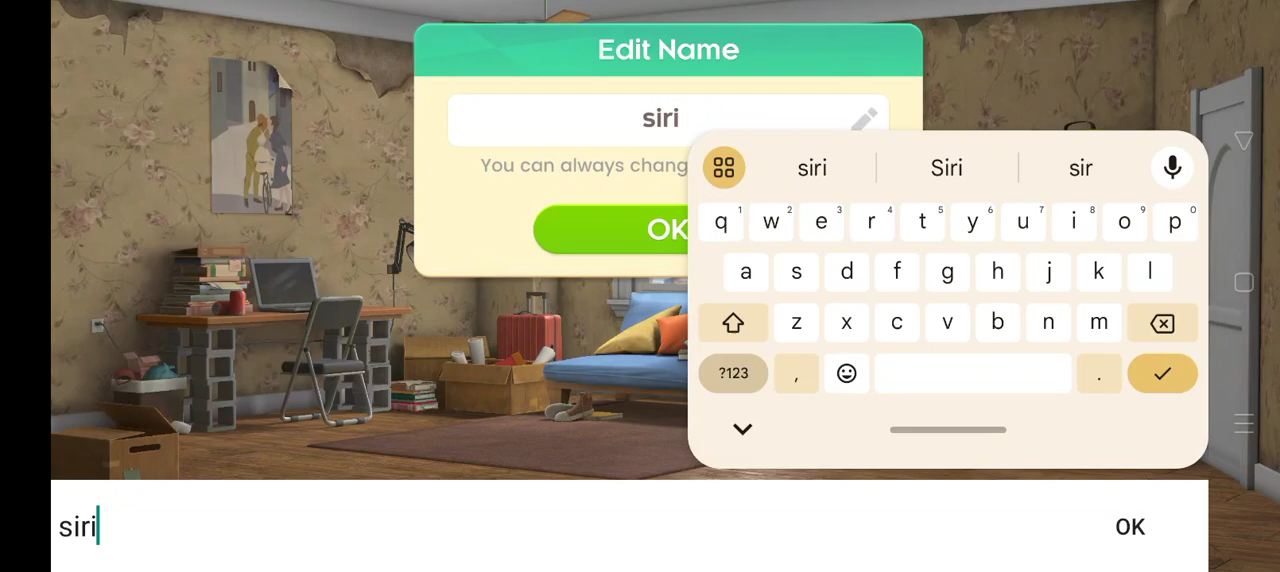 Edit Name
siri
You can always chang
OK
siri Siri sir
q 1 w 2 e 3 r 4 t 5 y 6 u 7 i 8 o 9 p 0
a s d f g h j k l
z x c v b n m
?123 , .
siri OK